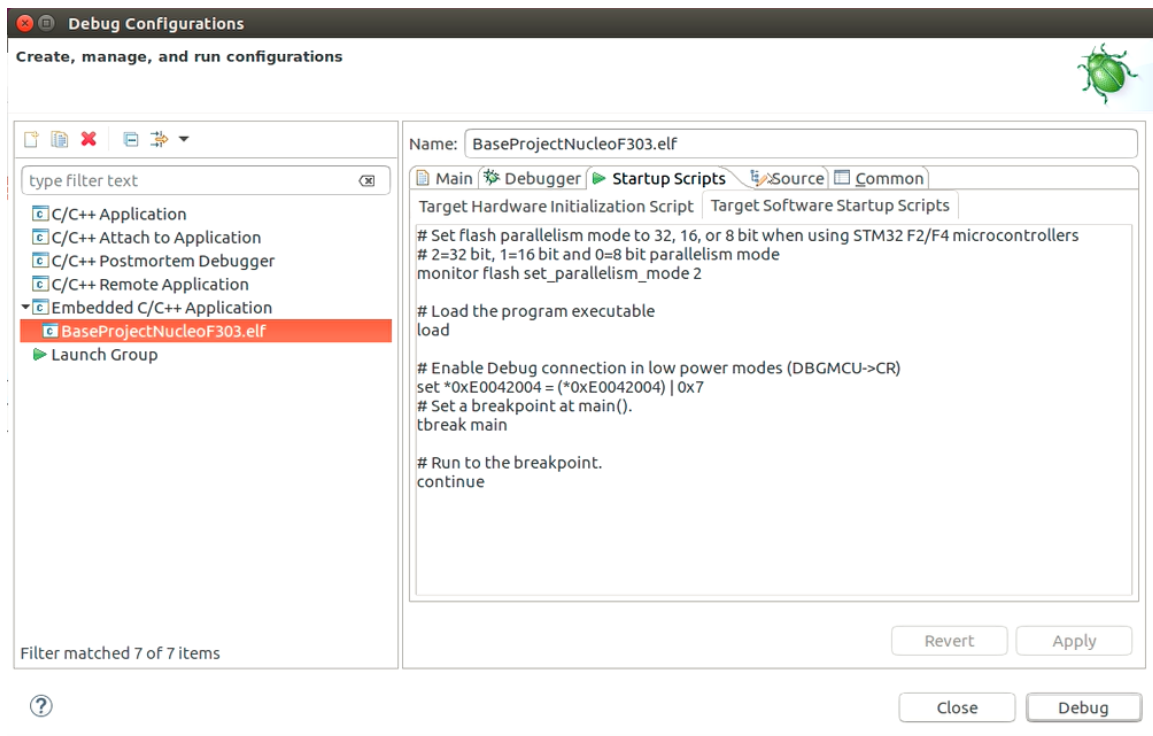 Debug Configurations
Create, manage, and run configurations
type filter text
C/C++ Application
C/C++ Attach to Application
C/C++ Postmortem Debugger
C/C++ Remote Application
Embedded C/C++ Application
BaseProjectNucleoF303.elf
Launch Group
Filter matched 7 of 7 items
Name: BaseProjectNucleoF303.elf
Main Debugger Startup Scripts Source Common
Target Hardware Initialization Script Target Software Startup Scripts
# Set flash parallelism mode to 32, 16, or 8 bit when using STM32 F2/F4 microcontrollers
# 2=32 bit, 1=16 bit and 0=8 bit parallelism mode
monitor flash set_parallelism_mode 2
# Load the program executable
load
# Enable Debug connection in low power modes (DBGMCU->CR)
set *0xE0042004 = (*0xE0042004) | 0x7
# Set a breakpoint at main().
tbreak main
# Run to the breakpoint.
continue
Revert Apply
? Close Debug